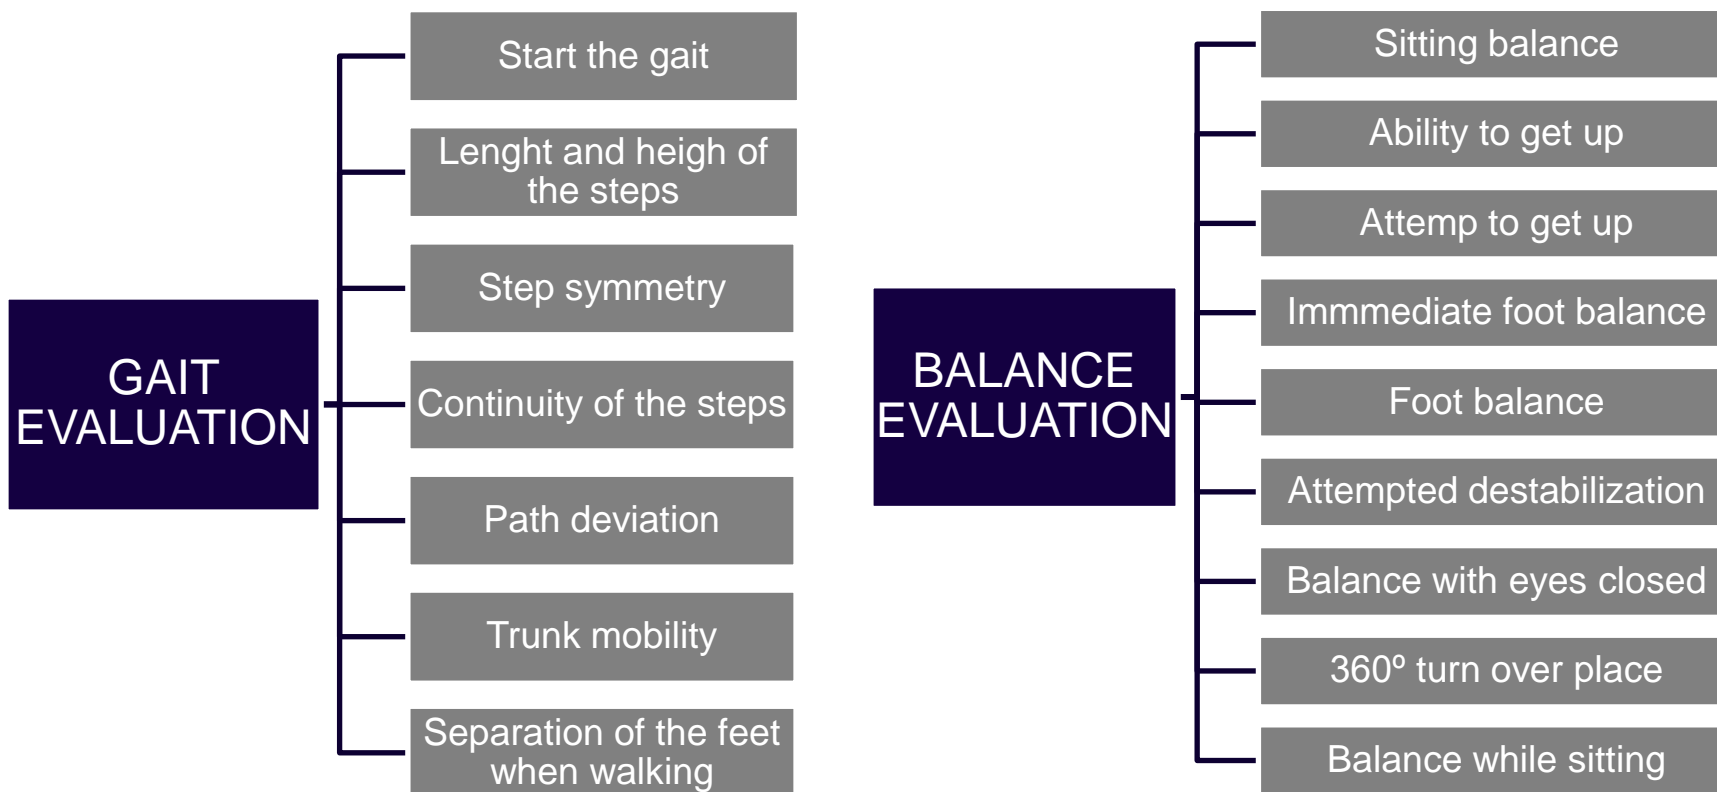 GAIT
EVALUATION
Start the gait
Lenght and heigh of
the steps
Step symmetry
Continuity of the steps
Path deviation
Trunk mobility
Separation of the feet
when walking
BALANCE
EVALUATION
Sitting balance
Ability to get up
Attemp to get up
Immmediate foot balance
Foot balance
Attempted destabilization
Balance with eyes closed
360º turn over place
Balance while sitting